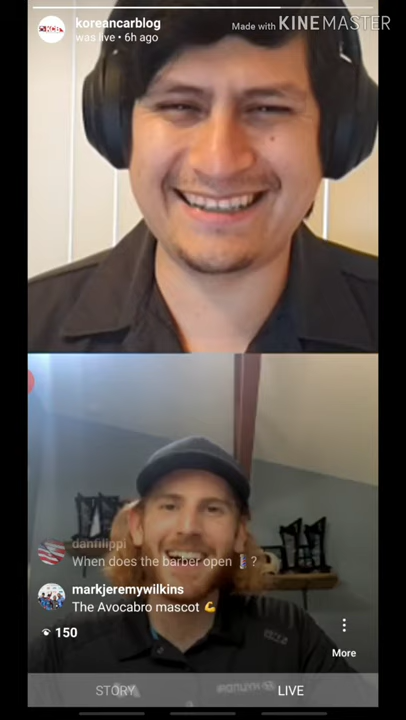 koreancarblog
was live • 6h ago
Made with KINEMASTER
KCB
danfilippi
When does the barber open 💈?
markjeremywilkins
The Avocabro mascot 💪
150
More
STORY
LIVE